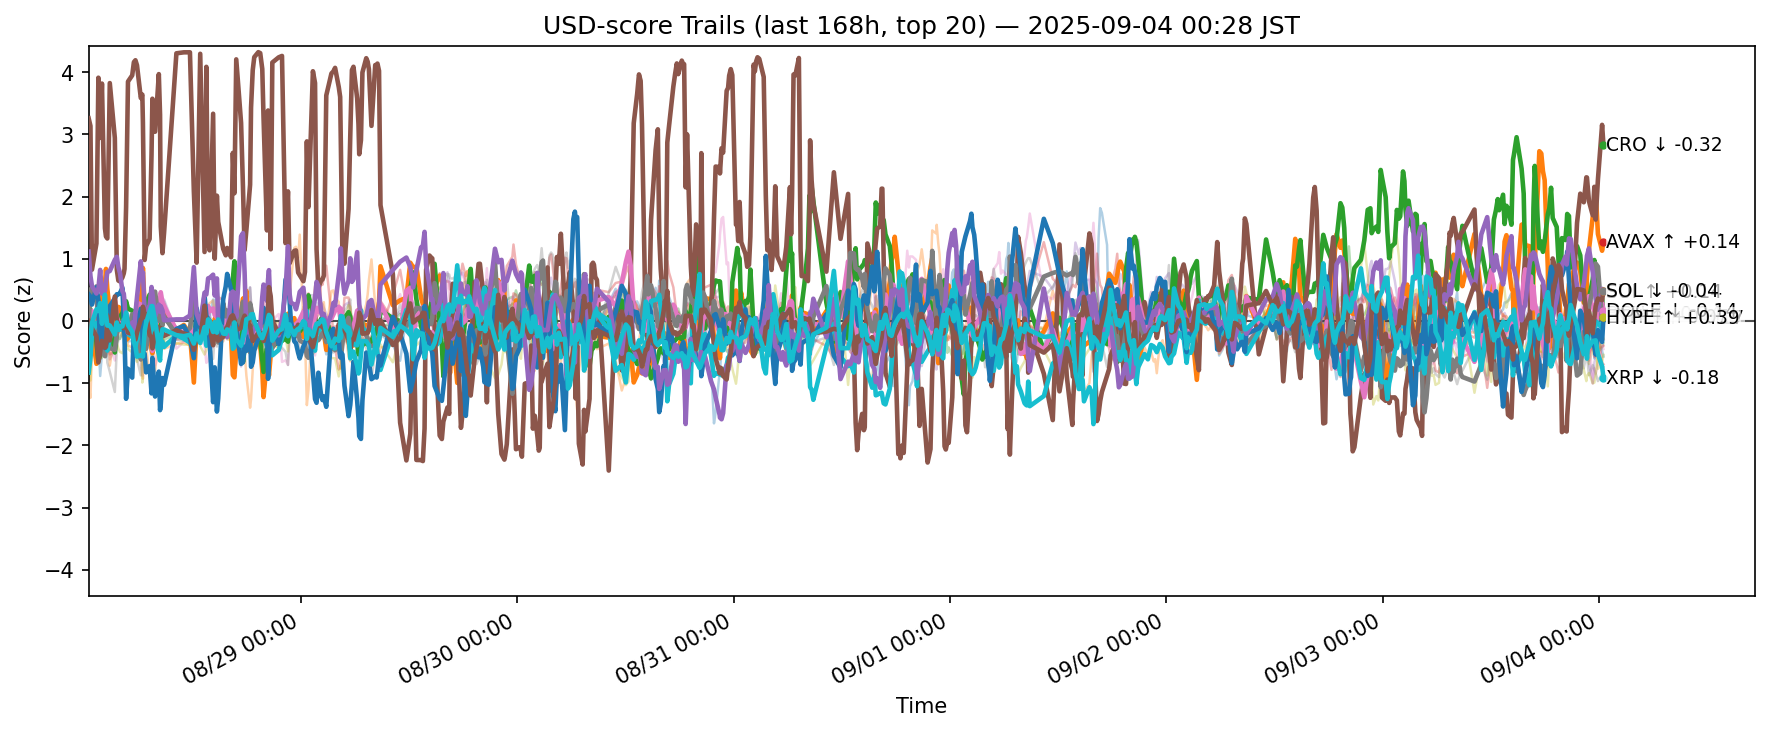 USD-score Trails (last 168h, top 20) — 2025-09-04 00:28 JST
Score (z)
4
3
2
1
0
−1
−2
−3
−4
CRO ↓ -0.32
AVAX ↑ +0.14
SOL ↓ -0.04
DOGE ↓ -0.14
HYPE ↑ +0.39
XRP ↓ -0.18
08/29 00:00
08/30 00:00
08/31 00:00
09/01 00:00
09/02 00:00
09/03 00:00
09/04 00:00
Time